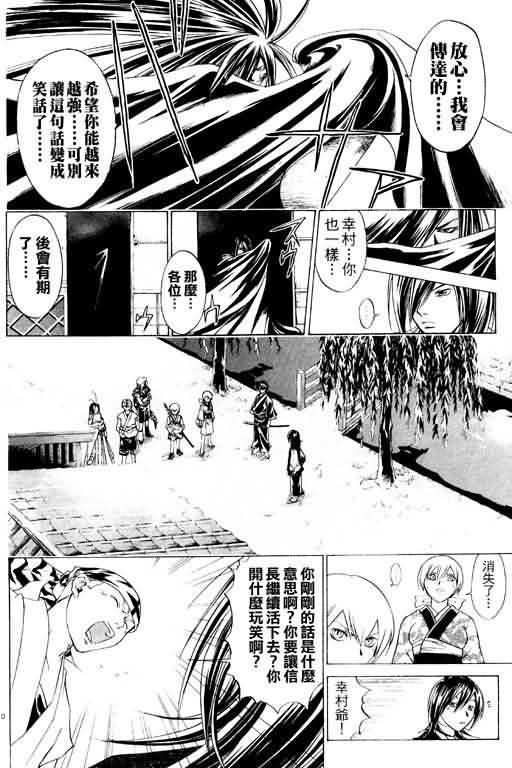 放心…我會
傳達的……
希望你能越來
越強……可別
讓這句話變成
笑話了……
幸村…你
也一樣…
那麼…
各位…
後會有期
了……
消失了…
幸村爺！
你剛剛的話是什麼
意思啊？你要讓信
長繼續活下去？你
開什麼玩笑啊？